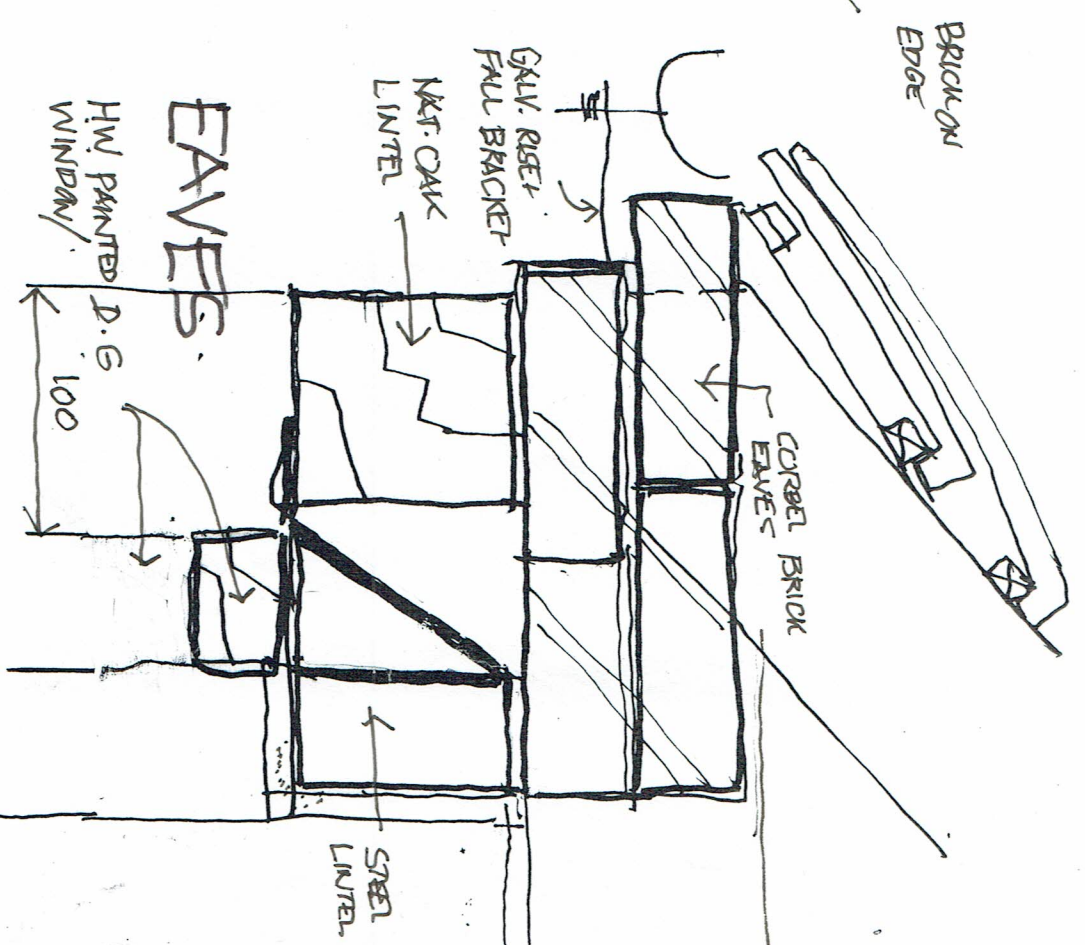 BRICK ON
EDGE
GALV. RISE+
FALL BRACKET
NAT. OAK
LINTEL
CORBEL BRICK
EAVES
EAVES.
H.W. PAINTED D.G
WINDOW.
100
STEEL
LINTEL